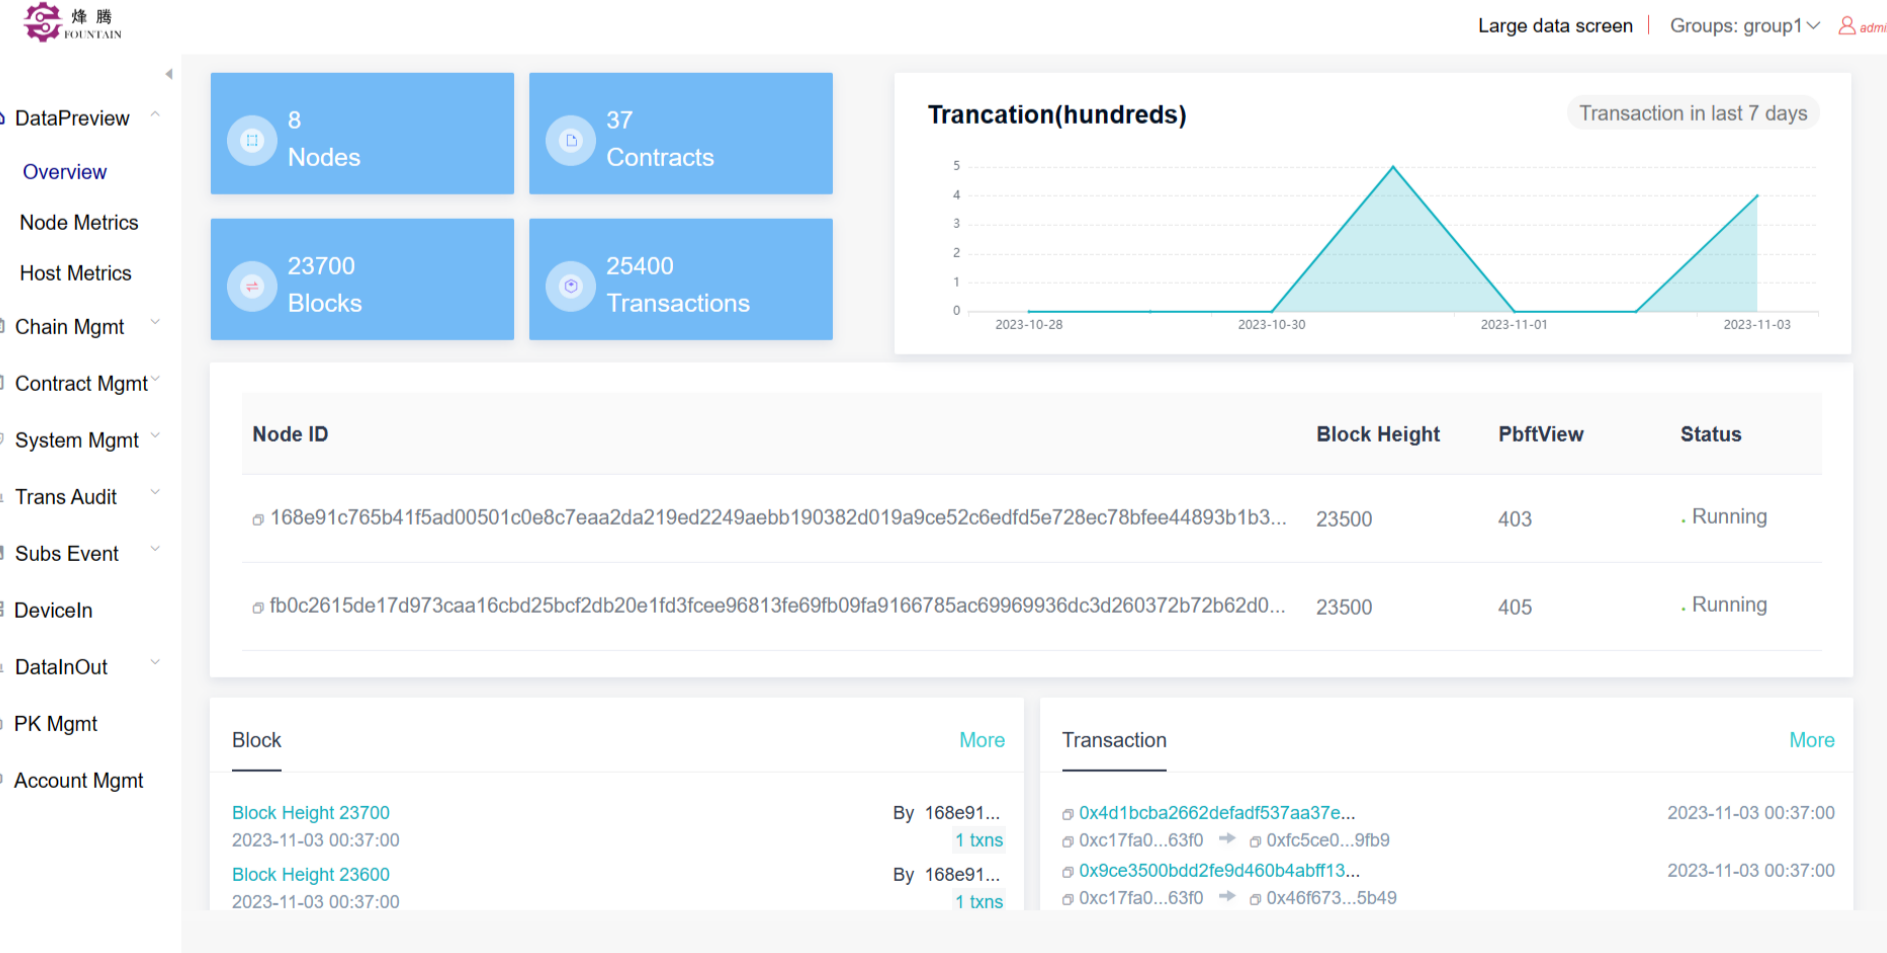 烽 腾
FOUNTAIN
Large data screen
Groups: group1
admi
DataPreview
Overview
Node Metrics
Host Metrics
Chain Mgmt
Contract Mgmt
System Mgmt
Trans Audit
Subs Event
DeviceIn
DataInOut
PK Mgmt
Account Mgmt
8
Nodes
37
Contracts
23700
Blocks
25400
Transactions
Trancation(hundreds)
Transaction in last 7 days
5
4
3
2
1
0
2023-10-28
2023-10-30
2023-11-01
2023-11-03
Node ID Block Height PbftView Status
168e91c765b41f5ad00501c0e8c7eaa2da219ed2249aebb190382d019a9ce52c6edfd5e728ec78bfee44893b1b3... 23500 403 Running
fb0c2615de17d973caa16cbd25bcf2db20e1fd3fcee96813fe69fb09fa9166785ac69969936dc3d260372b72b62d0... 23500 405 Running
Block More
Block Height 23700 By 168e91...
2023-11-03 00:37:00 1 txns
Block Height 23600 By 168e91...
2023-11-03 00:37:00 1 txns
Transaction More
0x4d1bcba2662defadf537aa37e... 2023-11-03 00:37:00
0xc17fa0...63f0 0xfc5ce0...9fb9
0x9ce3500bdd2fe9d460b4abff13... 2023-11-03 00:37:00
0xc17fa0...63f0 0x46f673...5b49